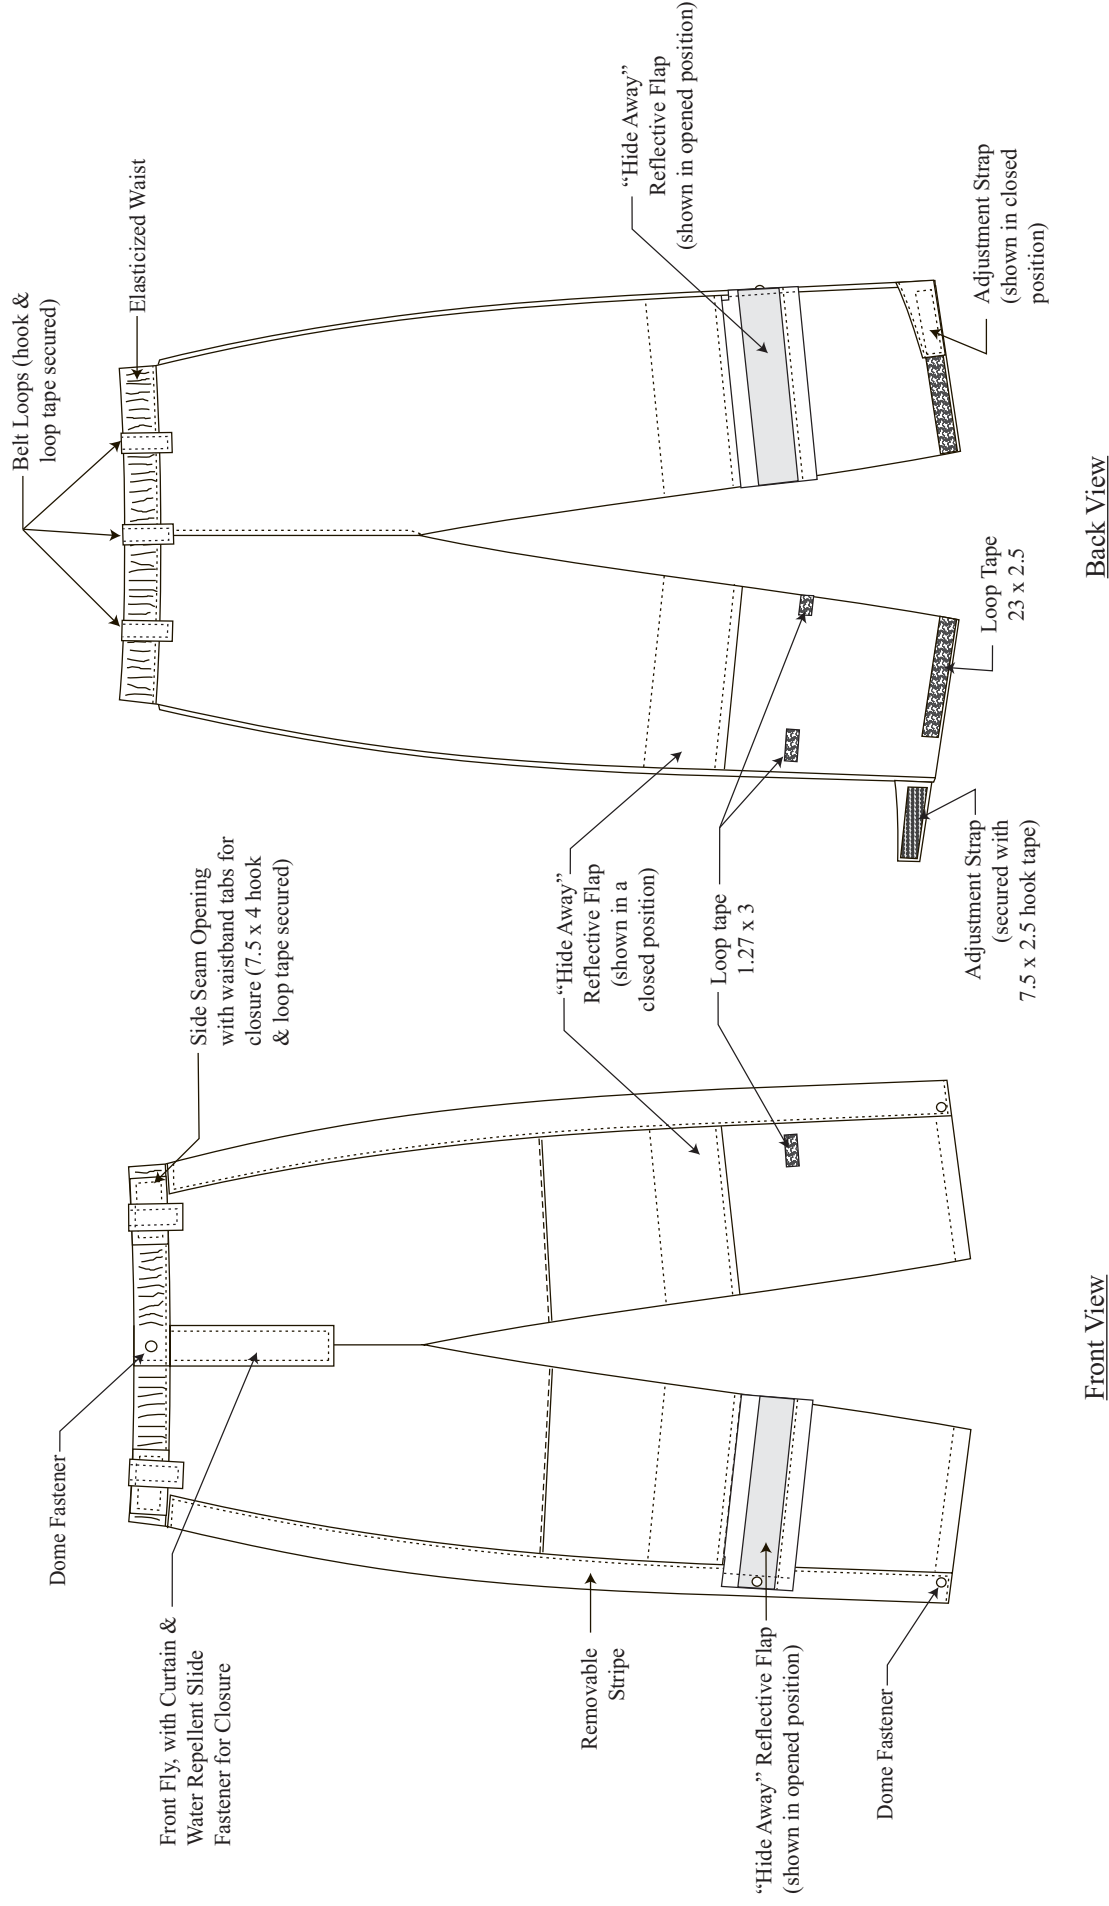 Dome Fastener
Front Fly, with Curtain &
Water Repellent Slide
Fastener for Closure
Removable
Stripe
“Hide Away” Reflective Flap
(shown in opened position)
Dome Fastener
Front View
Side Seam Opening
with waistband tabs for
closure (7.5 x 4 hook
& loop tape secured)
“Hide Away”
Reflective Flap
(shown in a
closed position)
Loop tape
1.27 x 3
Adjustment Strap
(secured with
7.5 x 2.5 hook tape)
Belt Loops (hook &
loop tape secured)
Elasticized Waist
“Hide Away”
Reflective Flap
(shown in opened position)
Adjustment Strap
(shown in closed
position)
Loop Tape
23 x 2.5
Back View